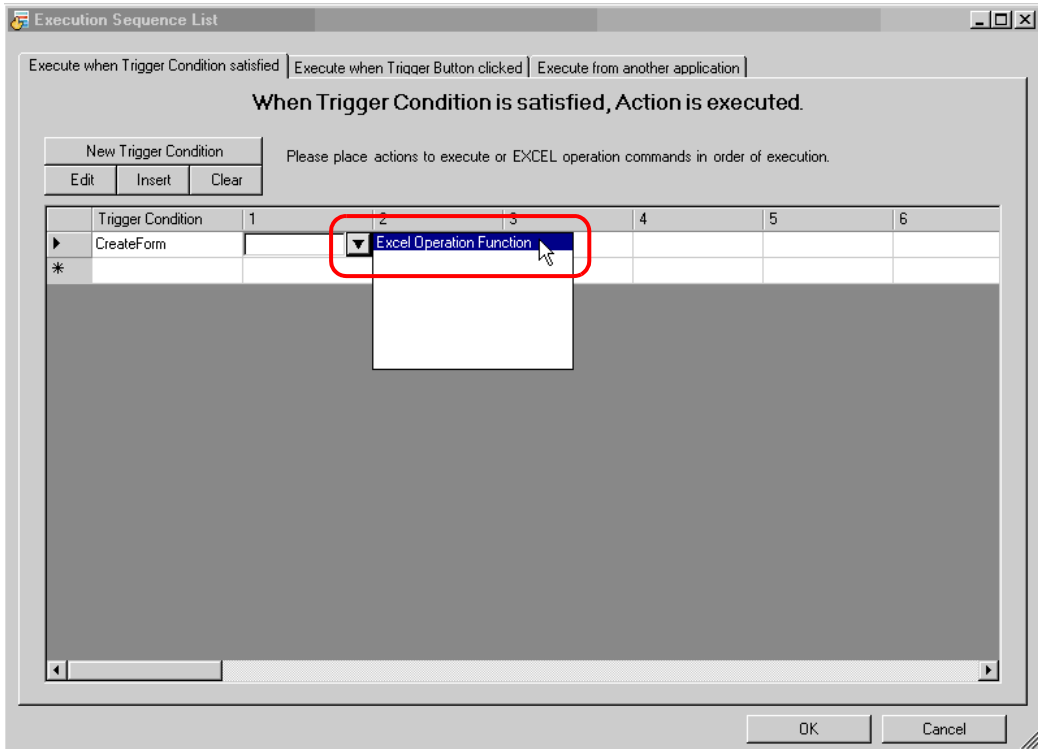 Execution Sequence List
Execute when Trigger Condition satisfied Execute when Trigger Button clicked Execute from another application
When Trigger Condition is satisfied, Action is executed.
New Trigger Condition
Please place actions to execute or EXCEL operation commands in order of execution.
Edit Insert Clear
Trigger Condition 1 2 3 4 5 6
CreateForm Excel Operation Function
OK Cancel